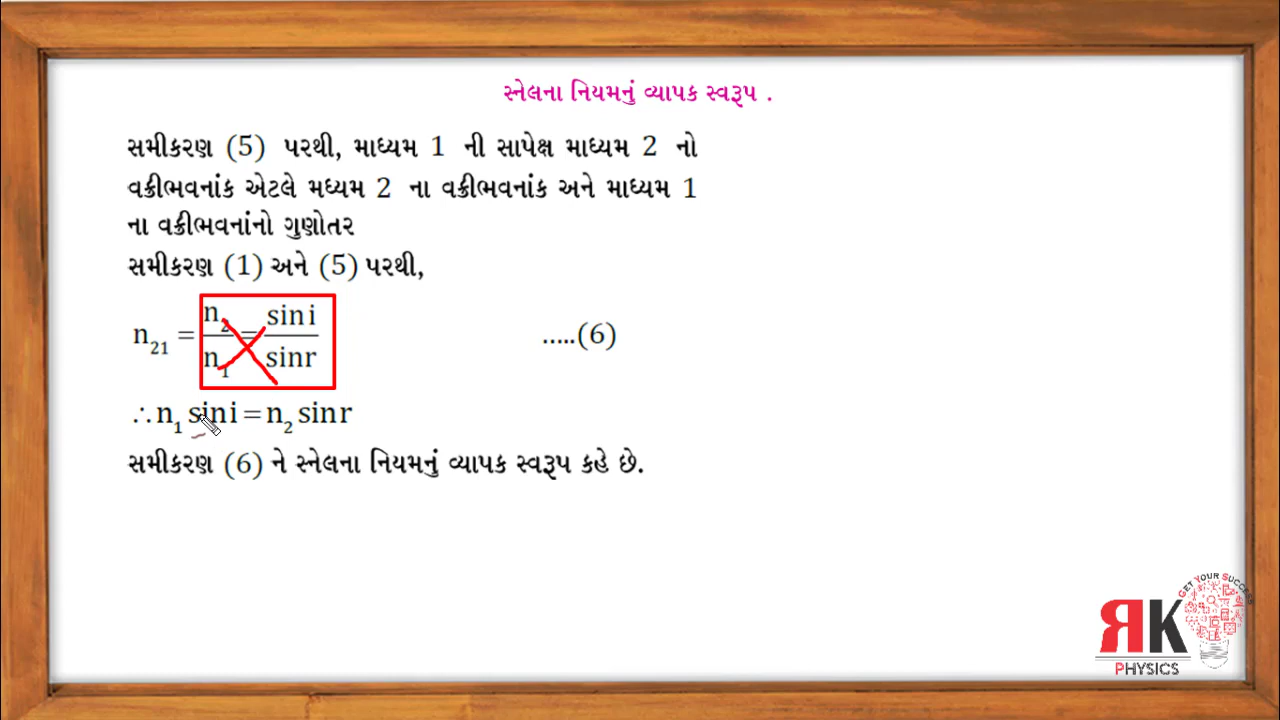 સ્નેલના નિયમનું વ્યાપક સ્વરૂપ .
સમીકરણ (5) પરથી, માધ્યમ 1 ની સાપેક્ષ માધ્યમ 2 નો
વક્રીભવનાંક એટલે મધ્યમ 2 ના વક્રીભવનાંક અને માધ્યમ 1
ના વક્રીભવનાંનો ગુણોતર
સમીકરણ (1) અને (5) પરથી,
n₂₁ = n₂/n₁ = sin i/sin r .....(6)
∴ n₁ sin i = n₂ sin r
સમીકરણ (6) ને સ્નેલના નિયમનું વ્યાપક સ્વરૂપ કહે છે.
GET YOUR SUCCESS
RK
PHYSICS